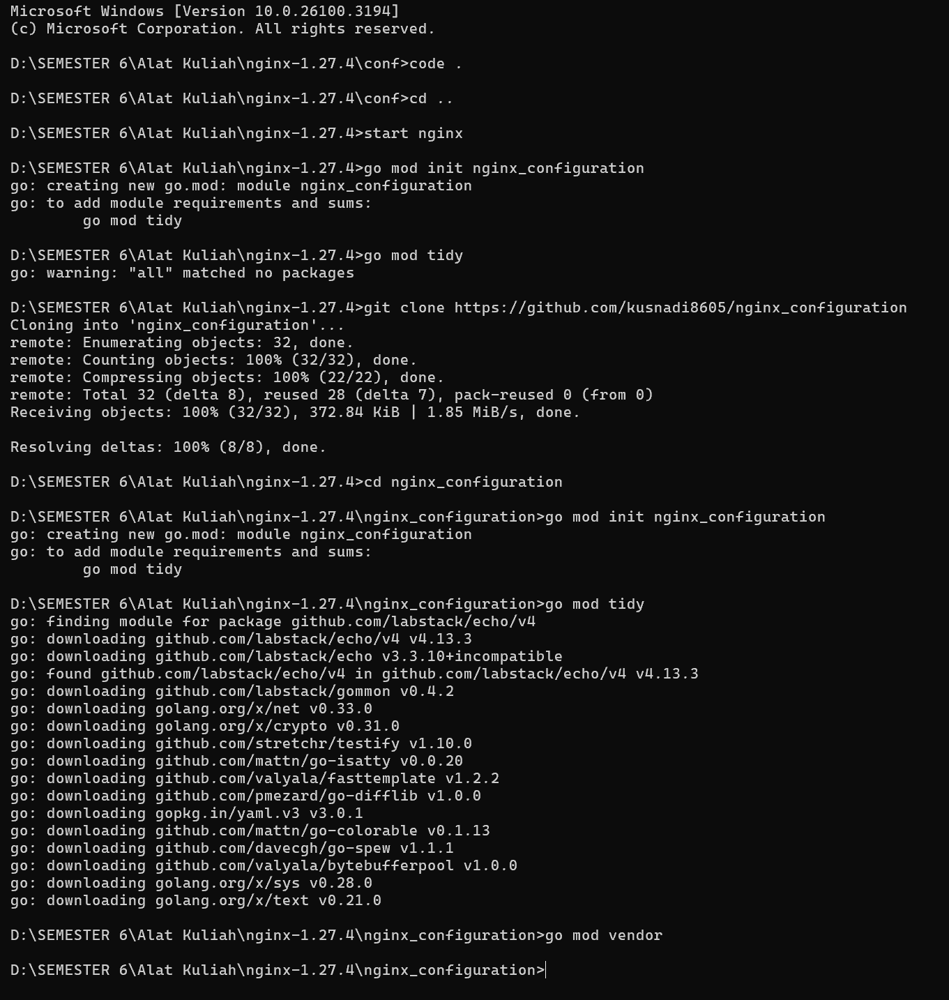 Microsoft Windows [Version 10.0.26100.3194]
(c) Microsoft Corporation. All rights reserved.
D:\SEMESTER 6\Alat Kuliah\nginx-1.27.4\conf>code .
D:\SEMESTER 6\Alat Kuliah\nginx-1.27.4\conf>cd ..
D:\SEMESTER 6\Alat Kuliah\nginx-1.27.4>start nginx
D:\SEMESTER 6\Alat Kuliah\nginx-1.27.4>go mod init nginx_configuration
go: creating new go.mod: module nginx_configuration
go: to add module requirements and sums:
go mod tidy
D:\SEMESTER 6\Alat Kuliah\nginx-1.27.4>go mod tidy
go: warning: "all" matched no packages
D:\SEMESTER 6\Alat Kuliah\nginx-1.27.4>git clone https://github.com/kusnadi8605/nginx_configuration
Cloning into 'nginx_configuration'...
remote: Enumerating objects: 32, done.
remote: Counting objects: 100% (32/32), done.
remote: Compressing objects: 100% (22/22), done.
remote: Total 32 (delta 8), reused 28 (delta 7), pack-reused 0 (from 0)
Receiving objects: 100% (32/32), 372.84 KiB | 1.85 MiB/s, done.
Resolving deltas: 100% (8/8), done.
D:\SEMESTER 6\Alat Kuliah\nginx-1.27.4>cd nginx_configuration
D:\SEMESTER 6\Alat Kuliah\nginx-1.27.4\nginx_configuration>go mod init nginx_configuration
go: creating new go.mod: module nginx_configuration
go: to add module requirements and sums:
go mod tidy
D:\SEMESTER 6\Alat Kuliah\nginx-1.27.4\nginx_configuration>go mod tidy
go: finding module for package github.com/labstack/echo/v4
go: downloading github.com/labstack/echo/v4 v4.13.3
go: downloading github.com/labstack/echo v3.3.10+incompatible
go: found github.com/labstack/echo/v4 in github.com/labstack/echo/v4 v4.13.3
go: downloading github.com/labstack/gommon v0.4.2
go: downloading golang.org/x/net v0.33.0
go: downloading golang.org/x/crypto v0.31.0
go: downloading github.com/stretchr/testify v1.10.0
go: downloading github.com/mattn/go-isatty v0.0.20
go: downloading github.com/valyala/fasttemplate v1.2.2
go: downloading github.com/pmezard/go-difflib v1.0.0
go: downloading gopkg.in/yaml.v3 v3.0.1
go: downloading github.com/mattn/go-colorable v0.1.13
go: downloading github.com/davecgh/go-spew v1.1.1
go: downloading github.com/valyala/bytebufferpool v1.0.0
go: downloading golang.org/x/sys v0.28.0
go: downloading golang.org/x/text v0.21.0
D:\SEMESTER 6\Alat Kuliah\nginx-1.27.4\nginx_configuration>go mod vendor
D:\SEMESTER 6\Alat Kuliah\nginx-1.27.4\nginx_configuration>